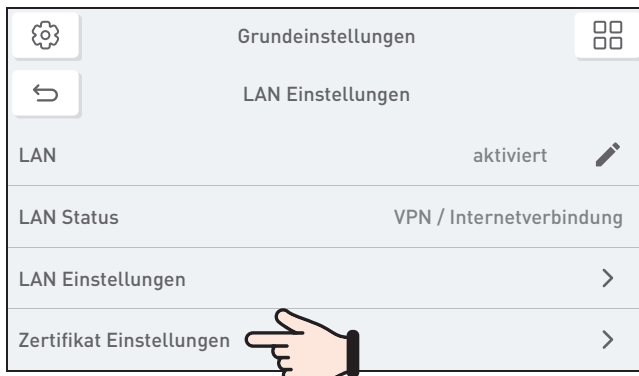 Grundeinstellungen
LAN Einstellungen
LAN aktiviert
LAN Status VPN / Internetverbindung
LAN Einstellungen
Zertifikat Einstellungen